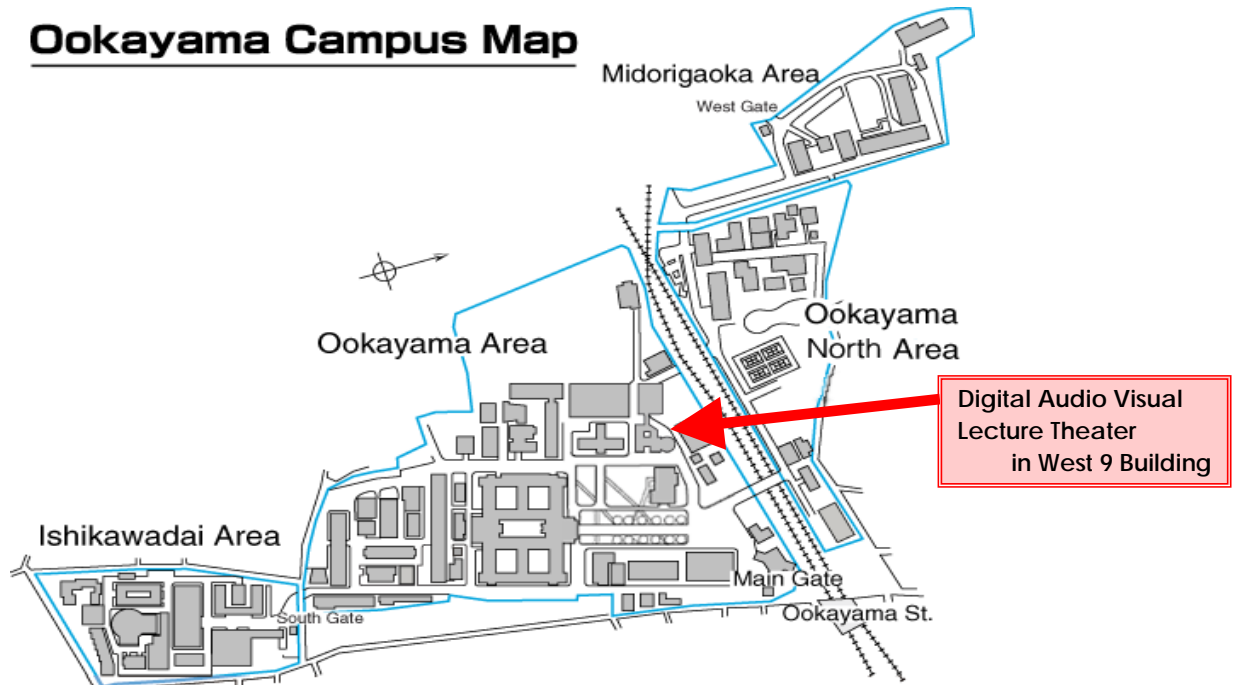 Ookayama Campus Map
Midorigaoka Area
West Gate
Ookayama Area
Ookayama
North Area
Digital Audio Visual
Lecture Theater
in West 9 Building
Ishikawadai Area
Main Gate
South Gate
Ookayama St.